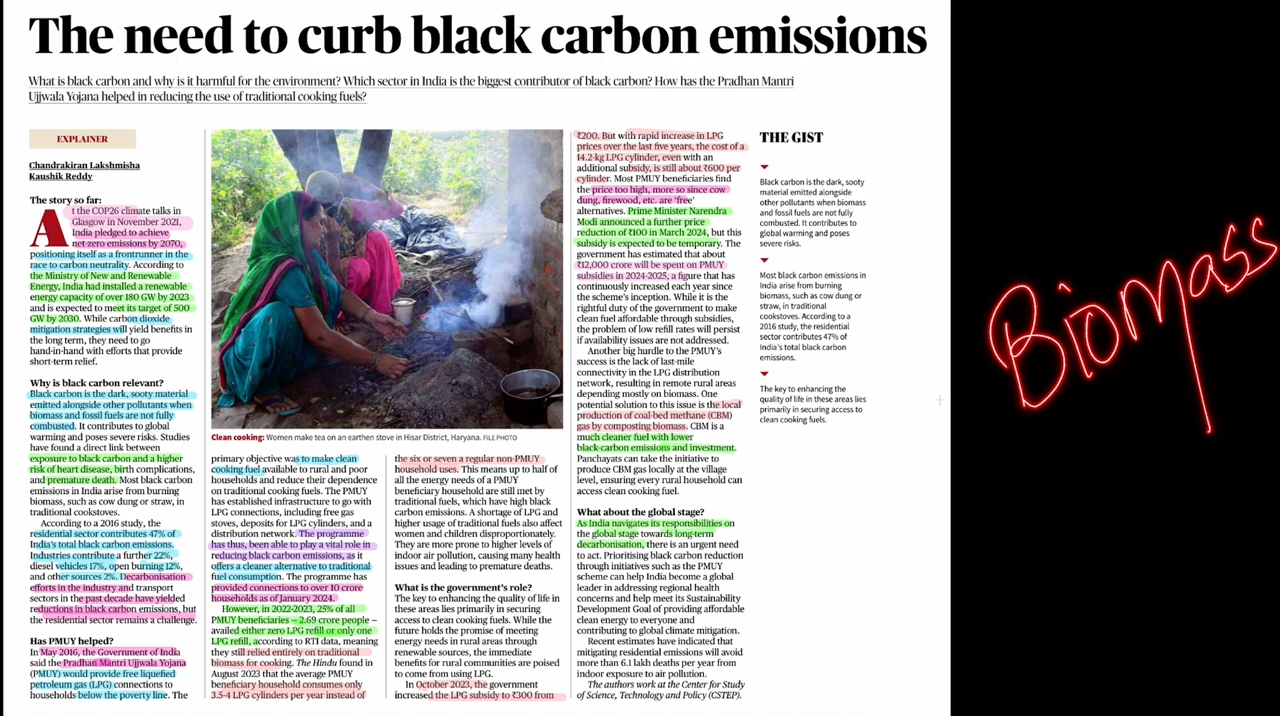 The need to curb black carbon emissions
What is black carbon and why is it harmful for the environment? Which sector in India is the biggest contributor of black carbon? How has the Pradhan Mantri
Ujjwala Yojana helped in reducing the use of traditional cooking fuels?
EXPLAINER
Chandrakiran Lakshmisha
Kaushik Reddy
The story so far:
At the COP26 climate talks in
Glasgow in November 2021,
India pledged to achieve
net zero emissions by 2070,
positioning itself as a frontrunner in the
race to carbon neutrality. According to
the Ministry of New and Renewable
Energy, India had installed a renewable
energy capacity of over 180 GW by 2023
and is expected to meet its target of 500
GW by 2030. While carbon dioxide
mitigation strategies will yield benefits in
the long term, they need to go
hand-in-hand with efforts that provide
short-term relief.
Why is black carbon relevant?
Black carbon is the dark, sooty material
emitted alongside other pollutants when
biomass and fossil fuels are not fully
combusted. It contributes to global
warming and poses severe risks. Studies
have found a direct link between
exposure to black carbon and a higher
risk of heart disease, birth complications,
and premature death. Most black carbon
emissions in India arise from burning
biomass, such as cow dung or straw, in
traditional cookstoves.
According to a 2016 study, the
residential sector contributes 47% of
India's total black carbon emissions.
Industries contribute a further 22%,
diesel vehicles 17%, open burning 12%,
and other sources 2%. Decarbonisation
efforts in the industry and transport
sectors in the past decade have yielded
reductions in black carbon emissions, but
the residential sector remains a challenge.
Has PMUY helped?
In May 2016, the Government of India
said the Pradhan Mantri Ujjwala Yojana
(PMUY) would provide free liquefied
petroleum gas (LPG) connections to
households below the poverty line. The
Clean cooking: Women make tea on an earthen stove in Hisar District, Haryana. FILE PHOTO
primary objective was to make clean
cooking fuel available to rural and poor
households and reduce their dependence
on traditional cooking fuels. The PMUY
has established infrastructure to go with
LPG connections, including free gas
stoves, deposits for LPG cylinders, and a
distribution network. The programme
has thus, been able to play a vital role in
reducing black carbon emissions, as it
offers a cleaner alternative to traditional
fuel consumption. The programme has
provided connections to over 10 crore
households as of January 2024.
However, in 2022-2023, 25% of all
PMUY beneficiaries – 2.69 crore people –
availed either zero LPG refill or only one
LPG refill, according to RTI data, meaning
they still relied entirely on traditional
biomass for cooking. The Hindu found in
August 2023 that the average PMUY
beneficiary household consumes only
3.5-4 LPG cylinders per year instead of
the six or seven a regular non-PMUY
household uses. This means up to half of
all the energy needs of a PMUY
beneficiary household are still met by
traditional fuels, which have high black
carbon emissions. A shortage of LPG and
higher usage of traditional fuels also affect
women and children disproportionately.
They are more prone to higher levels of
indoor air pollution, causing many health
issues and leading to premature deaths.
What is the government's role?
The key to enhancing the quality of life in
these areas lies primarily in securing
access to clean cooking fuels. While the
future holds the promise of meeting
energy needs in rural areas through
renewable sources, the immediate
benefits for rural communities are poised
to come from using LPG.
In October 2023, the government
increased the LPG subsidy to ₹300 from
₹200. But with rapid increase in LPG
prices over the last five years, the cost of a
14.2-kg LPG cylinder, even with an
additional subsidy, is still about ₹600 per
cylinder. Most PMUY beneficiaries find
the price too high, more so since cow
dung, firewood, etc. are 'free'
alternatives. Prime Minister Narendra
Modi announced a further price
reduction of ₹100 in March 2024, but this
subsidy is expected to be temporary. The
government has estimated that about
₹12,000 crore will be spent on PMUY
subsidies in 2024-2025, a figure that has
continuously increased each year since
the scheme's inception. While it is the
rightful duty of the government to make
clean fuel affordable through subsidies,
the problem of low refill rates will persist
if availability issues are not addressed.
Another big hurdle to the PMUY's
success is the lack of last-mile
connectivity in the LPG distribution
network, resulting in remote rural areas
depending mostly on biomass. One
potential solution to this issue is the local
production of coal-bed methane (CBM)
gas by composting biomass. CBM is a
much cleaner fuel with lower
black-carbon emissions and investment.
Panchayats can take the initiative to
produce CBM gas locally at the village
level, ensuring every rural household can
access clean cooking fuel.
What about the global stage?
As India navigates its responsibilities on
the global stage towards long-term
decarbonisation, there is an urgent need
to act. Prioritising black carbon reduction
through initiatives such as the PMUY
scheme can help India become a global
leader in addressing regional health
concerns and help meet its Sustainability
Development Goal of providing affordable
clean energy to everyone and
contributing to global climate mitigation.
Recent estimates have indicated that
mitigating residential emissions will avoid
more than 6.1 lakh deaths per year from
indoor exposure to air pollution.
The authors work at the Center for Study
of Science, Technology and Policy (CSTEP).
THE GIST
Black carbon is the dark, sooty
material emitted alongside
other pollutants when biomass
and fossil fuels are not fully
combusted. It contributes to
global warming and poses
severe risks.
Most black carbon emissions in
India arise from burning
biomass, such as cow dung or
straw, in traditional
cookstoves. According to a
2016 study, the residential
sector contributes 47% of
India's total black carbon
emissions.
The key to enhancing the
quality of life in these areas lies
primarily in securing access to
clean cooking fuels.
Biomass